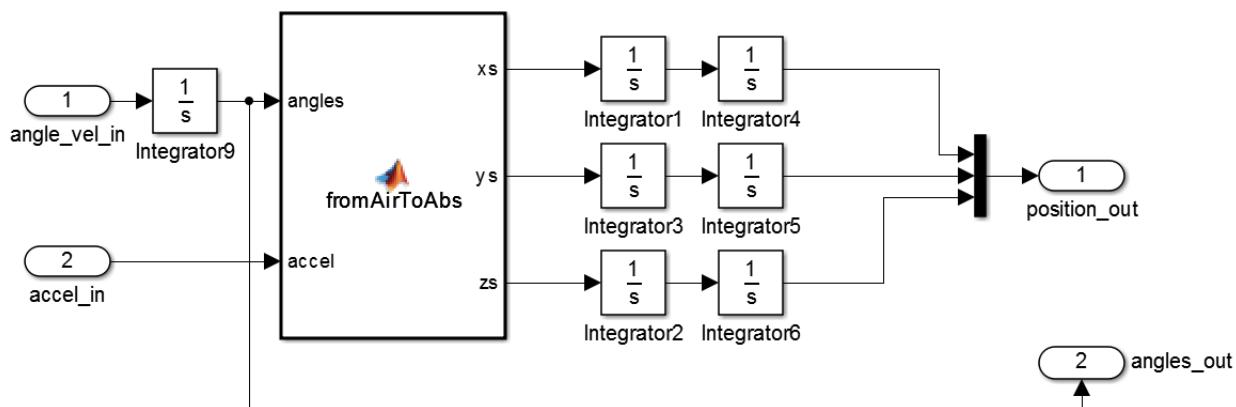 1
angle_vel_in
1
s
Integrator9
angles
2
accel_in
accel
fromAirToAbs
xs
ys
zs
1
s
Integrator1
1
s
Integrator4
1
s
Integrator3
1
s
Integrator5
1
s
Integrator2
1
s
Integrator6
1
position_out
2
angles_out